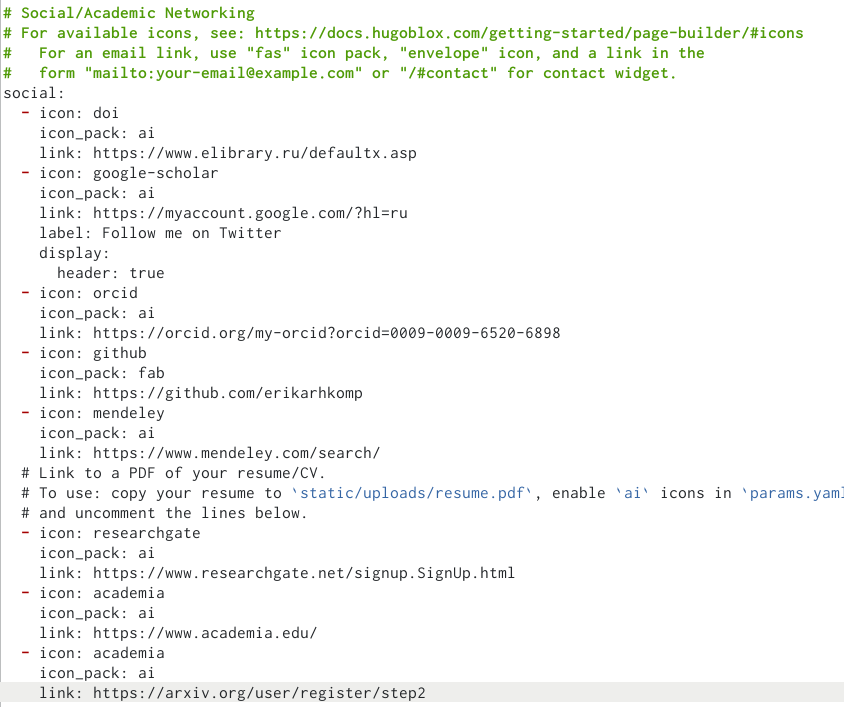 # Social/Academic Networking
# For available icons, see: https://docs.hugoblox.com/getting-started/page-builder/#icons
#   For an email link, use "fas" icon pack, "envelope" icon, and a link in the
#   form "mailto:your-email@example.com" or "/#contact" for contact widget.
social:
  - icon: doi
    icon_pack: ai
    link: https://www.elibrary.ru/defaultx.asp
  - icon: google-scholar
    icon_pack: ai
    link: https://myaccount.google.com/?hl=ru
    label: Follow me on Twitter
    display:
      header: true
  - icon: orcid
    icon_pack: ai
    link: https://orcid.org/my-orcid?orcid=0009-0009-6520-6898
  - icon: github
    icon_pack: fab
    link: https://github.com/erikarhkomp
  - icon: mendeley
    icon_pack: ai
    link: https://www.mendeley.com/search/
  # Link to a PDF of your resume/CV.
  # To use: copy your resume to `static/uploads/resume.pdf`, enable `ai` icons in `params.yaml
  # and uncomment the lines below.
  - icon: researchgate
    icon_pack: ai
    link: https://www.researchgate.net/signup.SignUp.html
  - icon: academia
    icon_pack: ai
    link: https://www.academia.edu/
  - icon: academia
    icon_pack: ai
    link: https://arxiv.org/user/register/step2